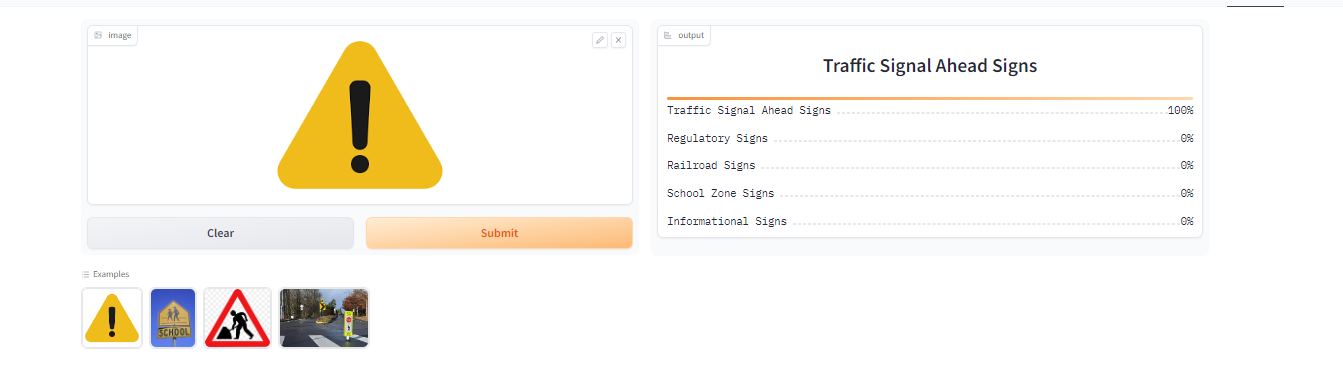 image
output
Traffic Signal Ahead Signs
Traffic Signal Ahead Signs 100%
Regulatory Signs 0%
Railroad Signs 0%
School Zone Signs 0%
Informational Signs 0%
Clear
Submit
Examples
SCHOOL